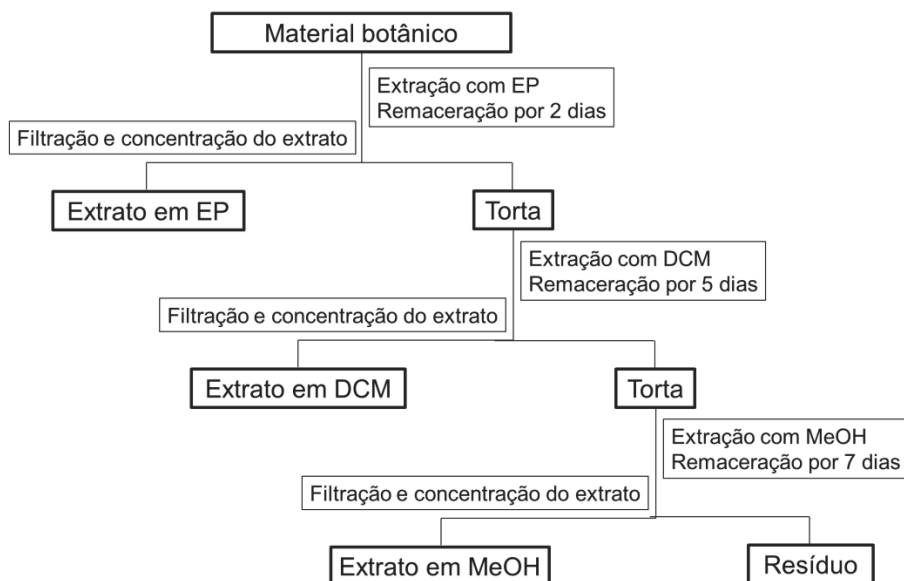 Material botânico
Extração com EP
Remaceração por 2 dias
Filtração e concentração do extrato
Extrato em EP
Torta
Extração com DCM
Remaceração por 5 dias
Filtração e concentração do extrato
Extrato em DCM
Torta
Extração com MeOH
Remaceração por 7 dias
Filtração e concentração do extrato
Extrato em MeOH
Resíduo